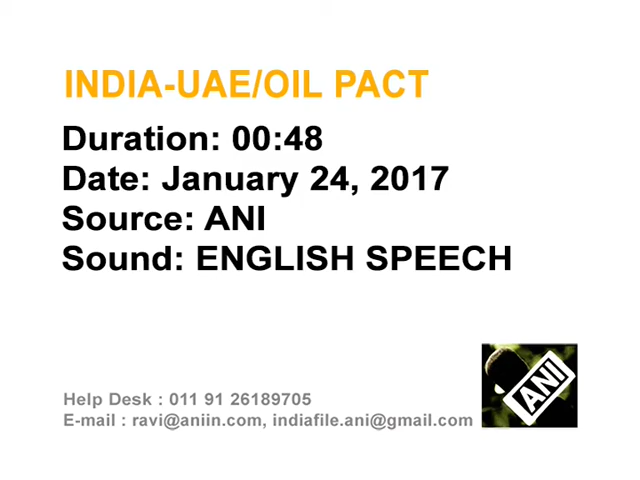 INDIA-UAE/OIL PACT
Duration: 00:48
Date: January 24, 2017
Source: ANI
Sound: ENGLISH SPEECH
Help Desk : 011 91 26189705
E-mail : ravi@aniin.com, indiafile.ani@gmail.com
ANI